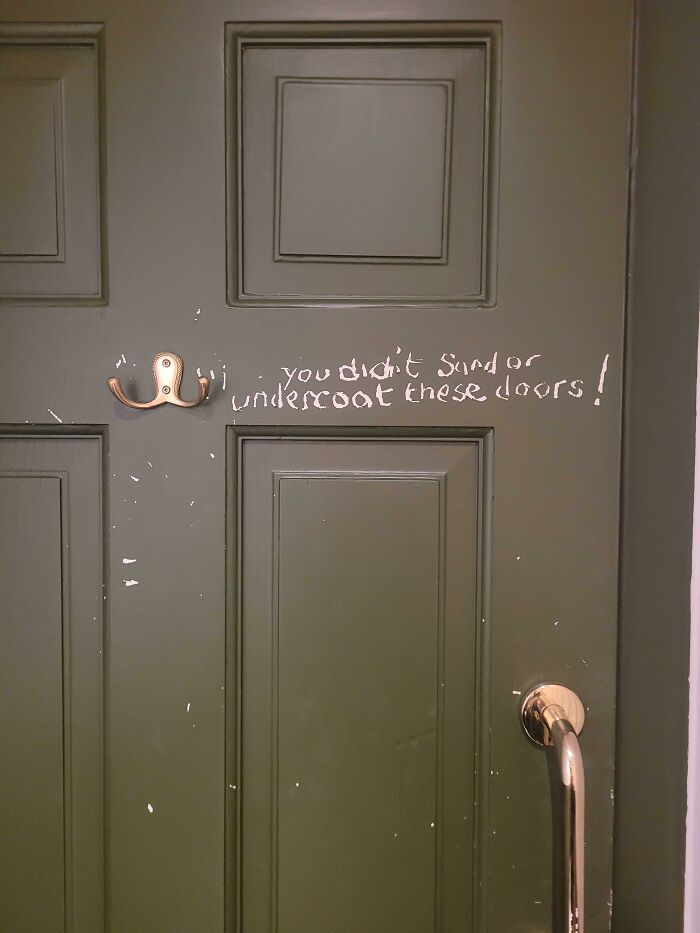 you didn't Sand or
undercoat these doors!